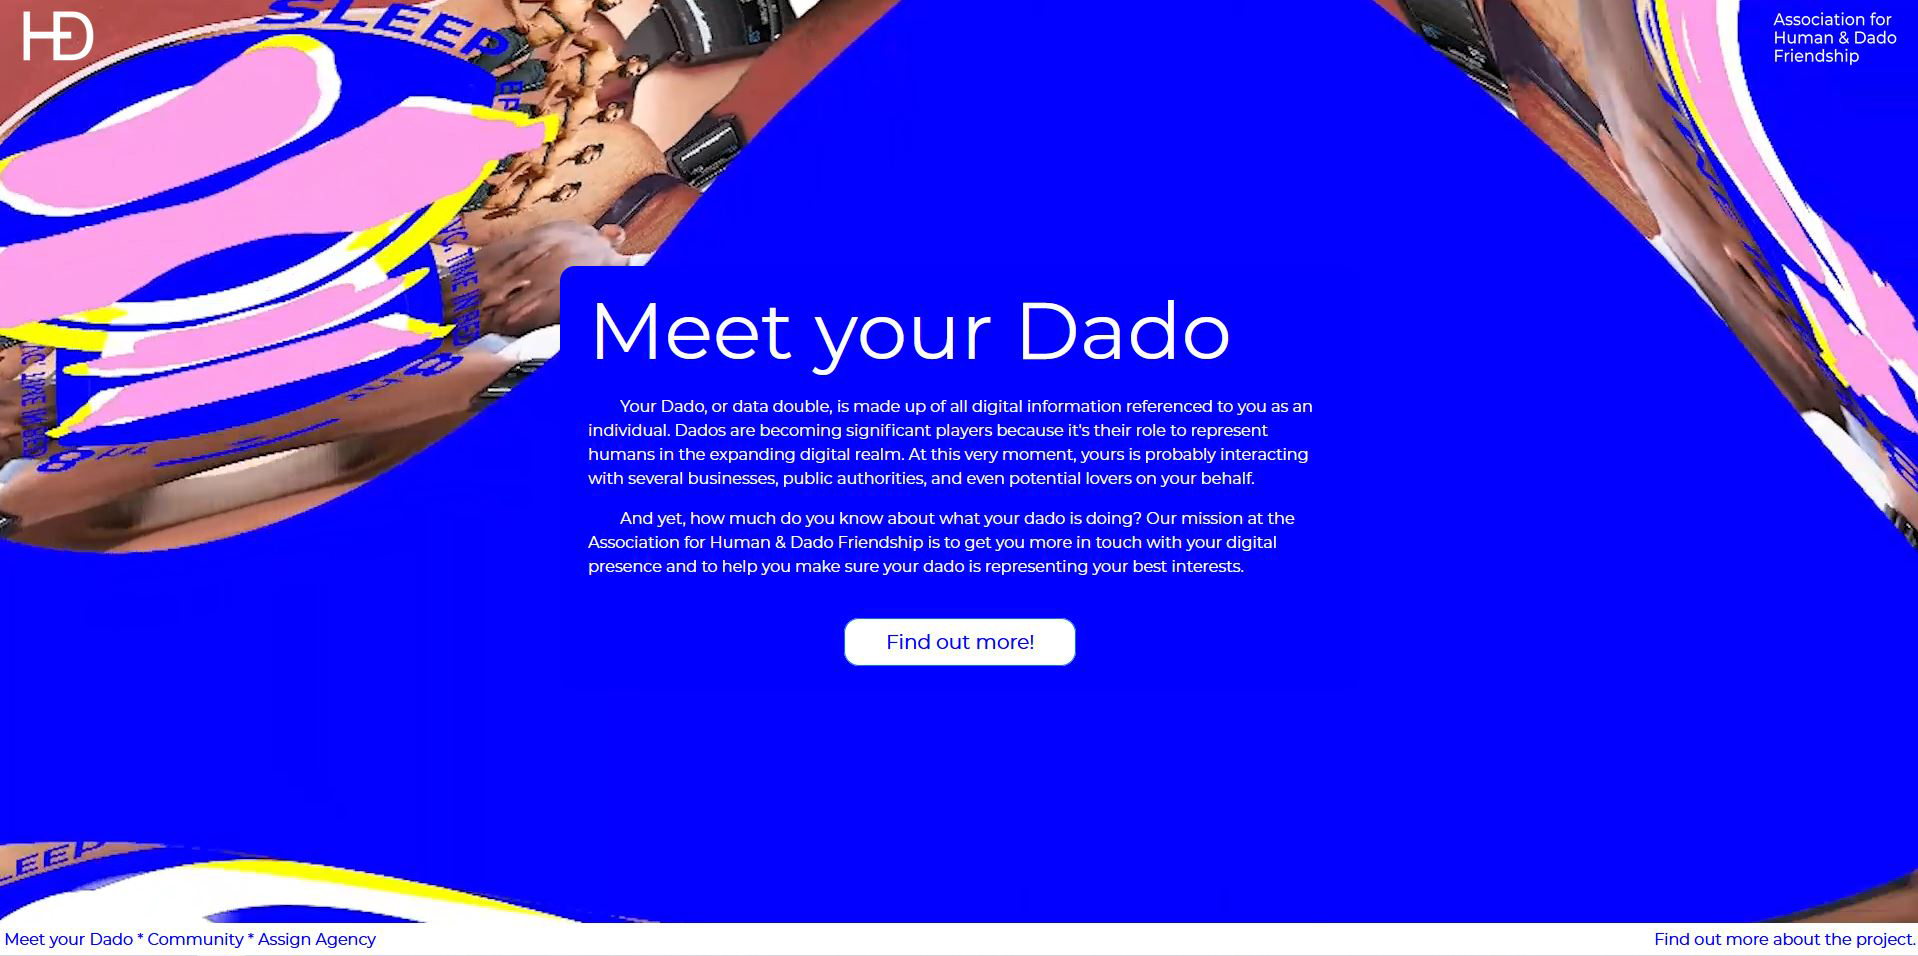 HD
Association for
Human & Dado
Friendship
SLEEP
Meet your Dado
Your Dado, or data double, is made up of all digital information referenced to you as an
individual. Dados are becoming significant players because it's their role to represent
humans in the expanding digital realm. At this very moment, yours is probably interacting
with several businesses, public authorities, and even potential lovers on your behalf.
And yet, how much do you know about what your dado is doing? Our mission at the
Association for Human & Dado Friendship is to get you more in touch with your digital
presence and to help you make sure your dado is representing your best interests.
Find out more!
Meet your Dado * Community * Assign Agency
Find out more about the project.